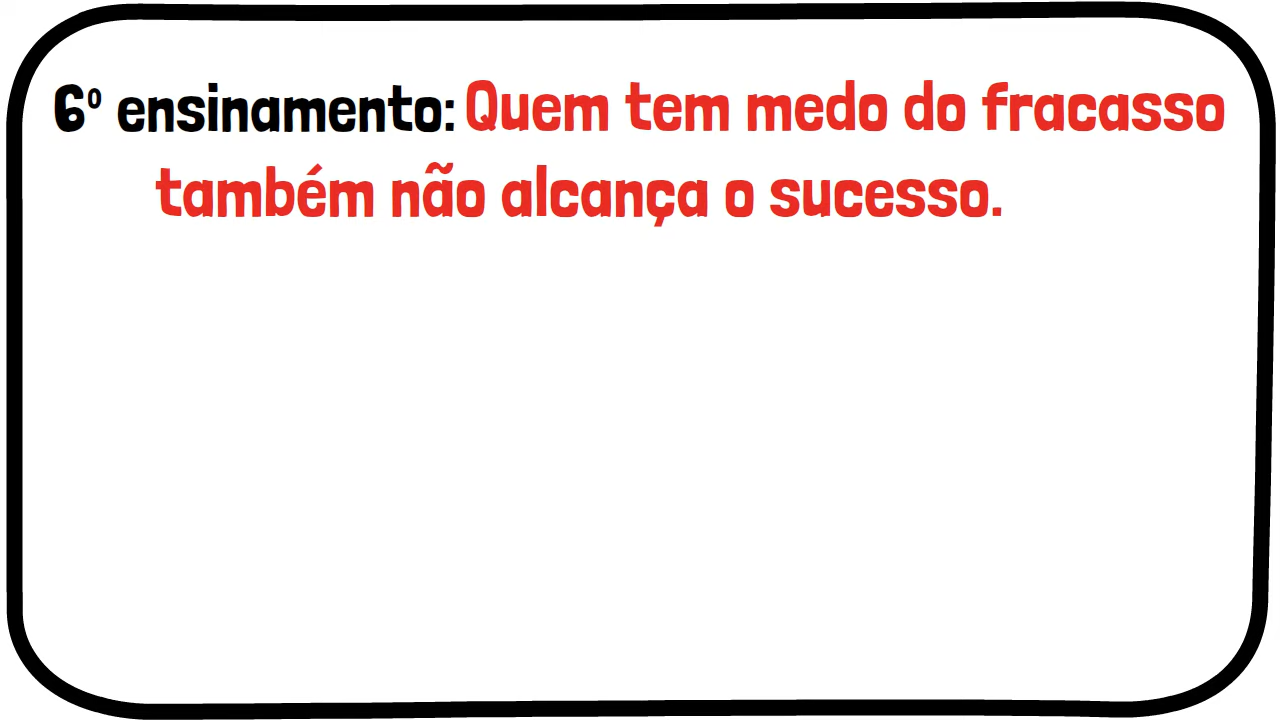 6º ensinamento: Quem tem medo do fracasso
também não alcança o sucesso.